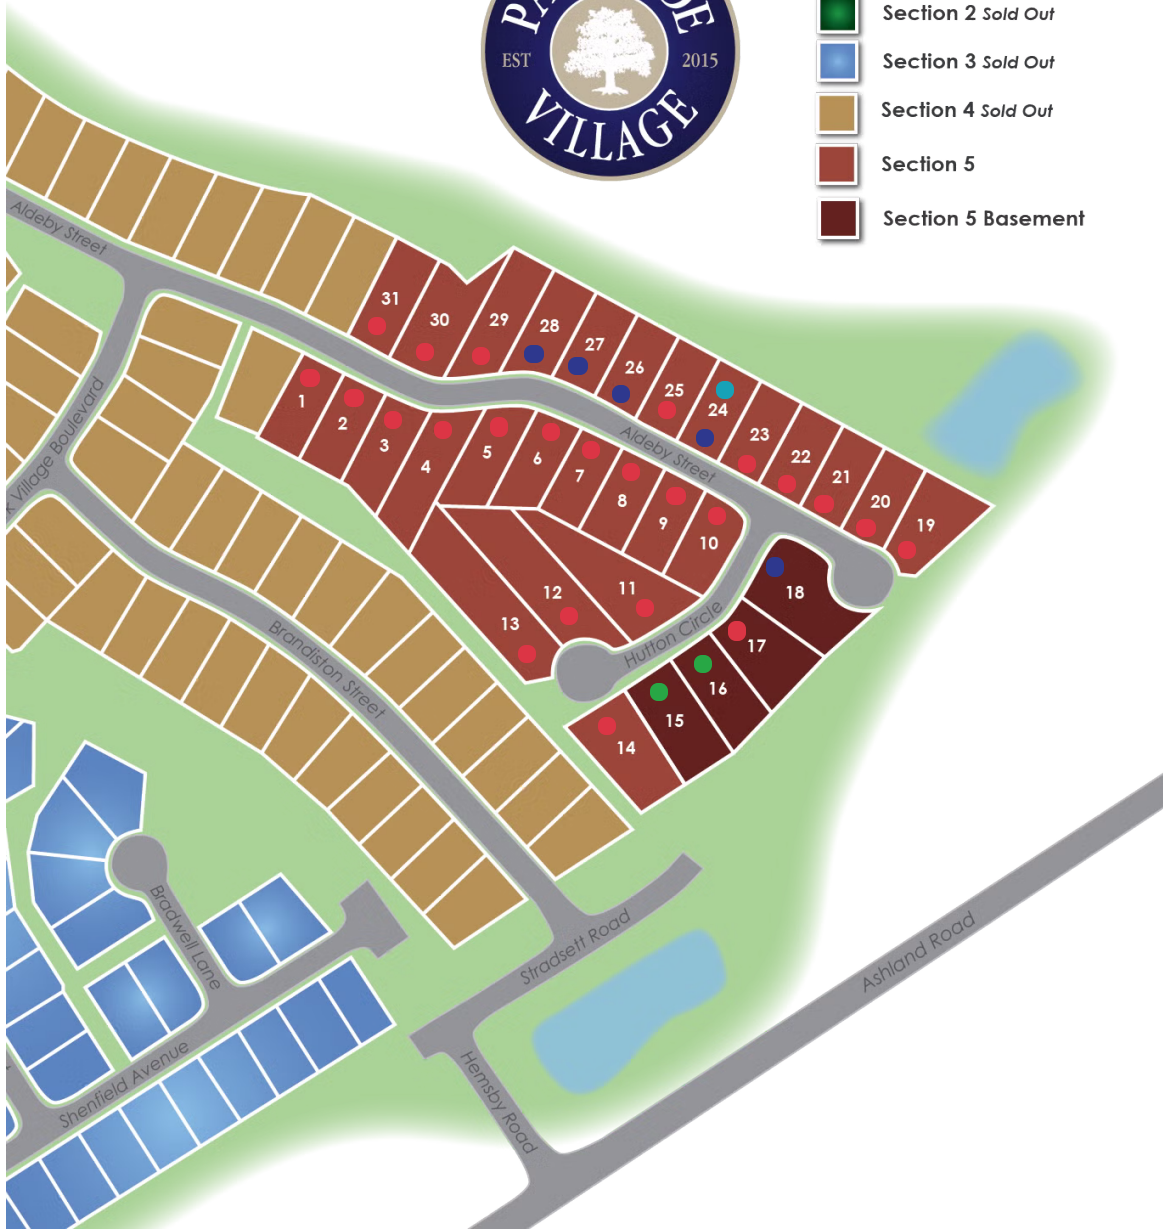 EST
2015
VILLAGE
Section 2 Sold Out
Section 3 Sold Out
Section 4 Sold Out
Section 5
Section 5 Basement
Aldeby Street
31
30
29
28
27
26
25
24
23
22
21
20
19
1
2
3
4
5
6
7
8
9
10
Aldeby Street
Village Boulevard
11
12
13
Hutton Circle
18
17
16
15
14
Brandiston Street
Bradwell Lane
Stradsett Road
Ashland Road
Shenfield Avenue
Hemsby Road